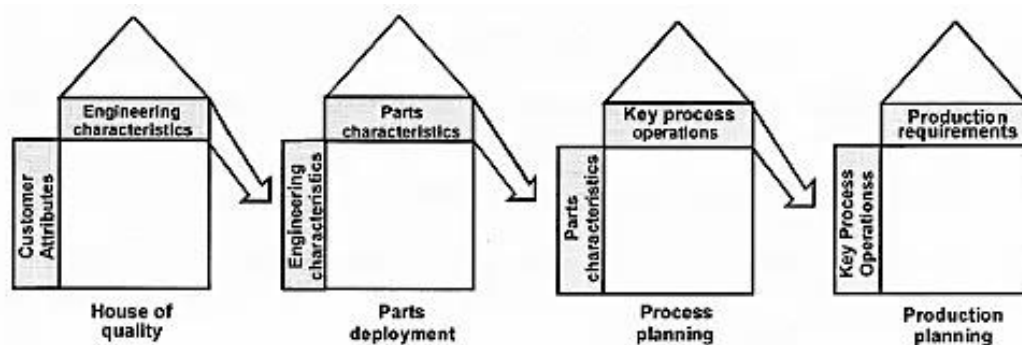 Engineering
characteristics
Customer
Attributes
House of
quality
Parts
characteristics
Engineering
characteristics
Parts
deployment
Key process
operations
Parts
characteristics
Process
planning
Production
requirements
Key Process
Operationss
Production
planning